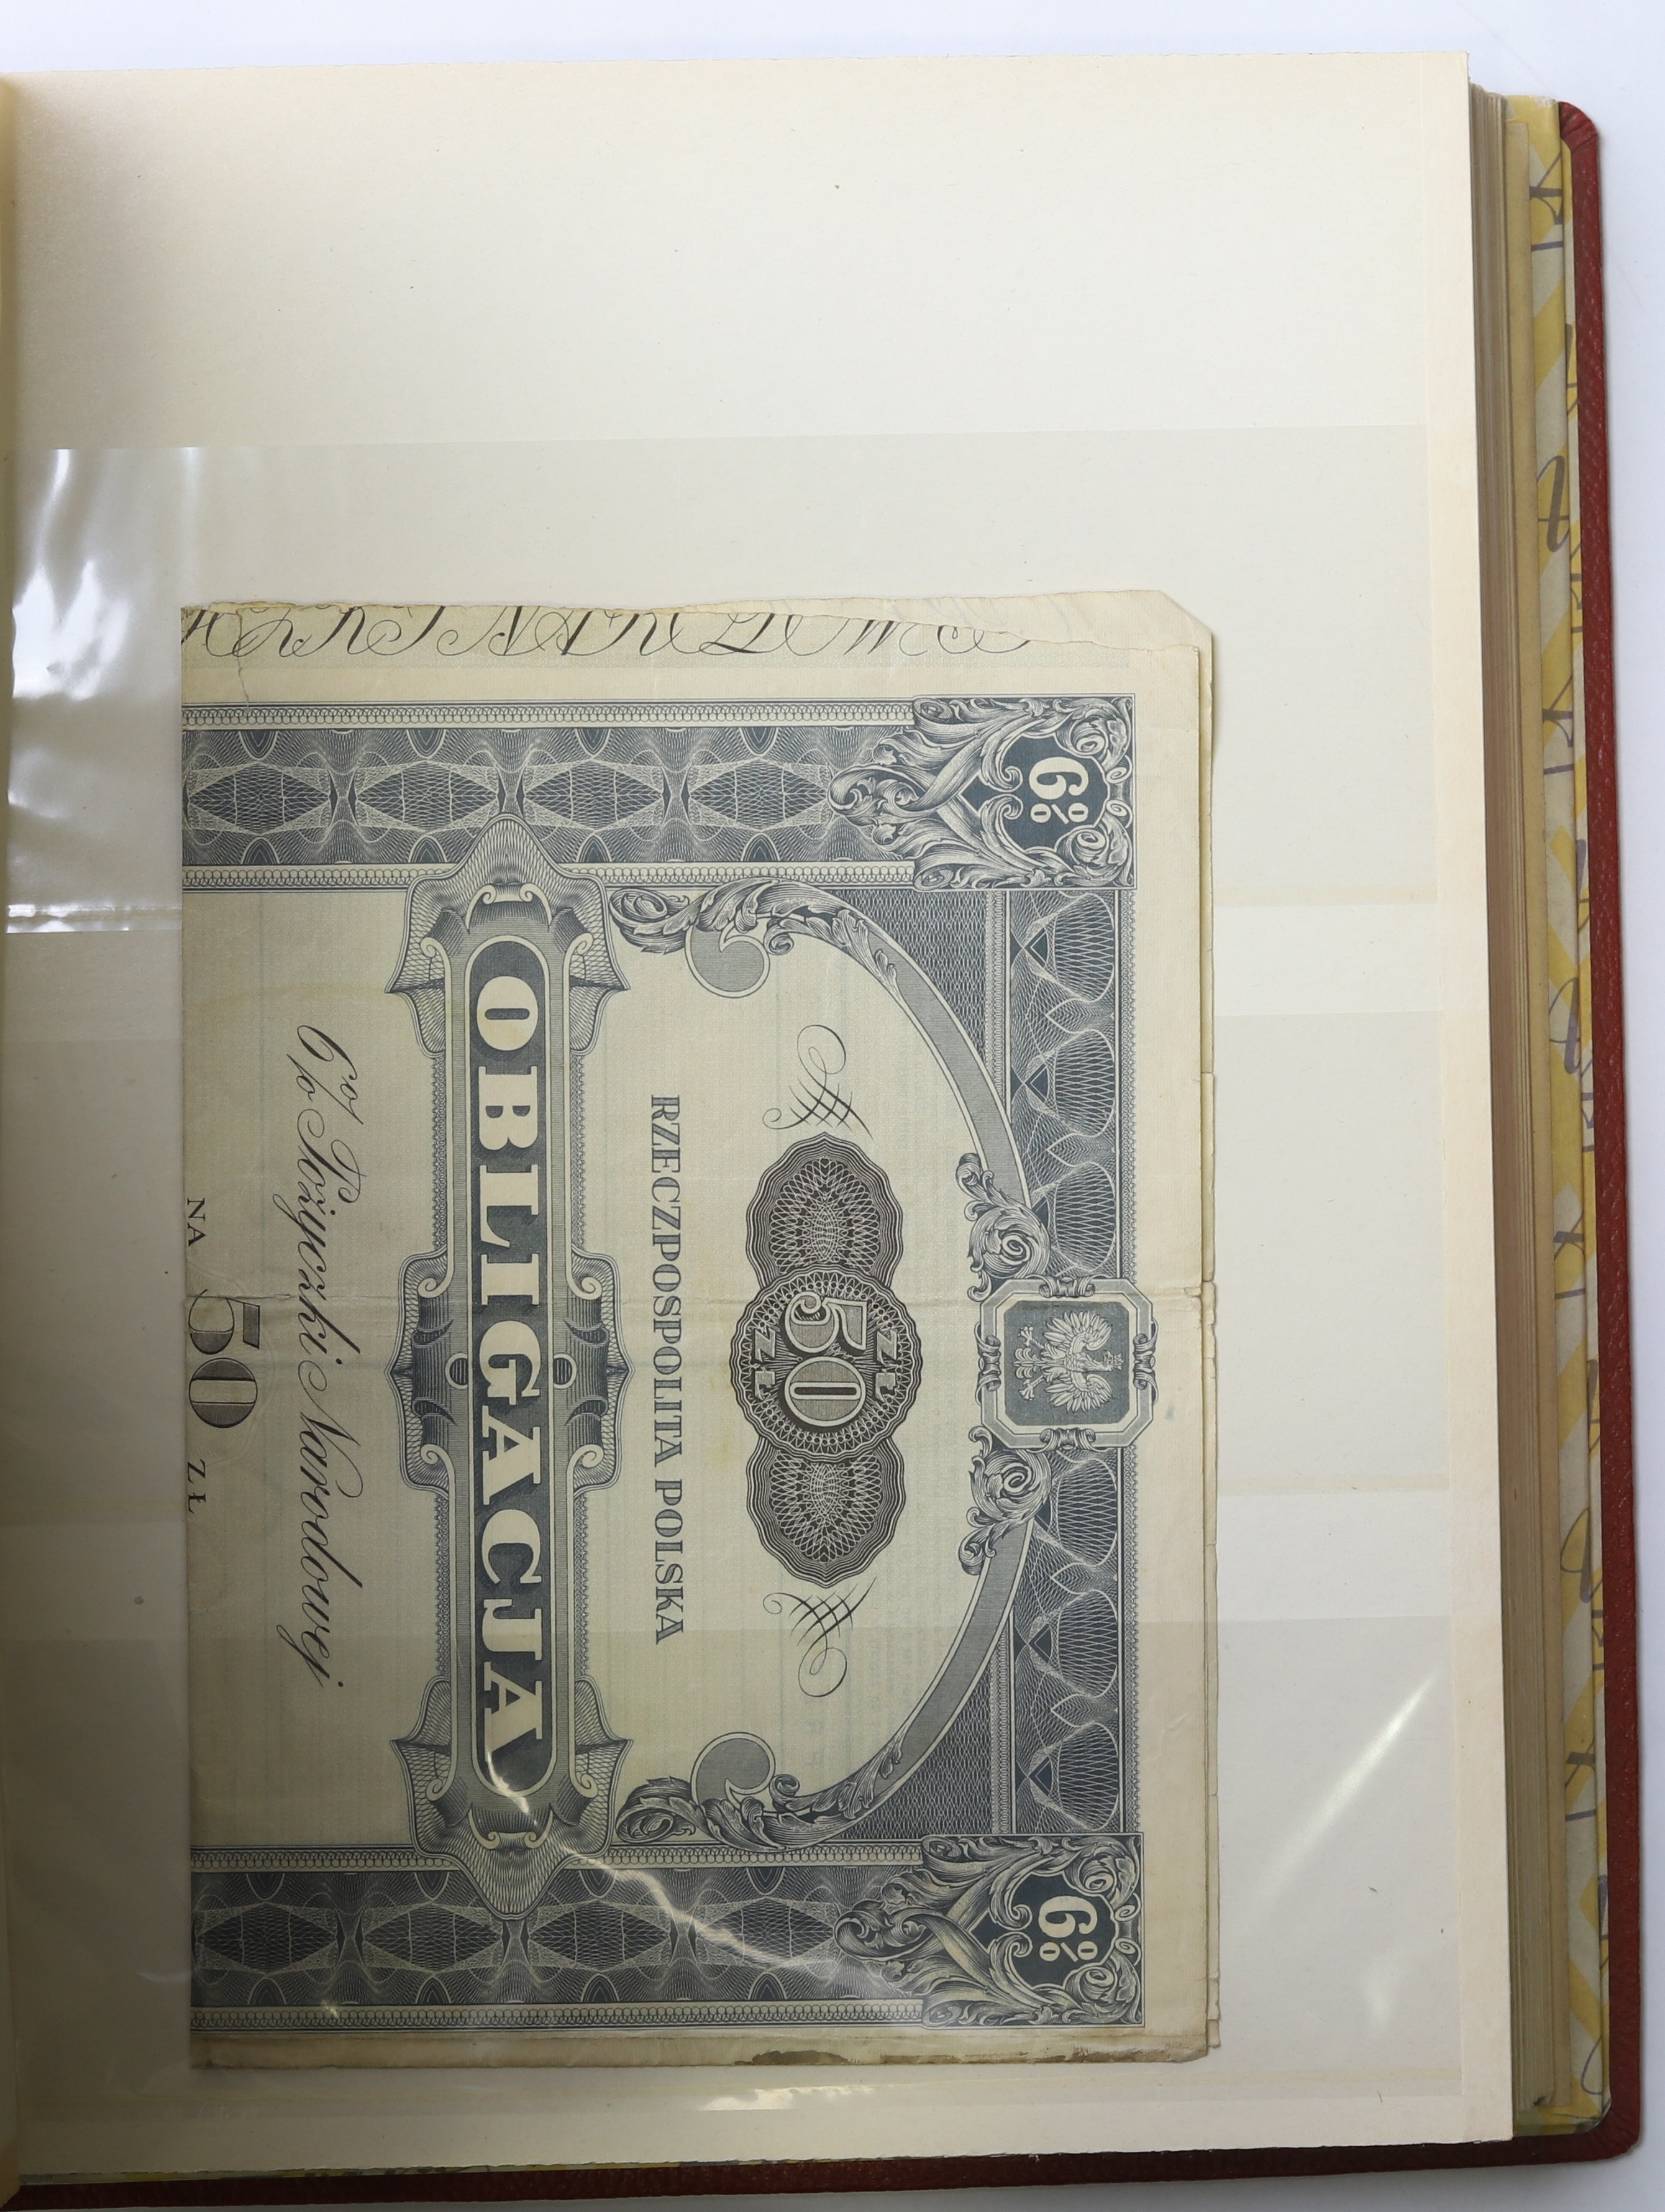 6%
6%
50
ZŁ
ZŁ
RZECZPOSPOLITA POLSKA
OBLIGACJA
6% Pożyczki Narodowej
NA 50 ZŁ